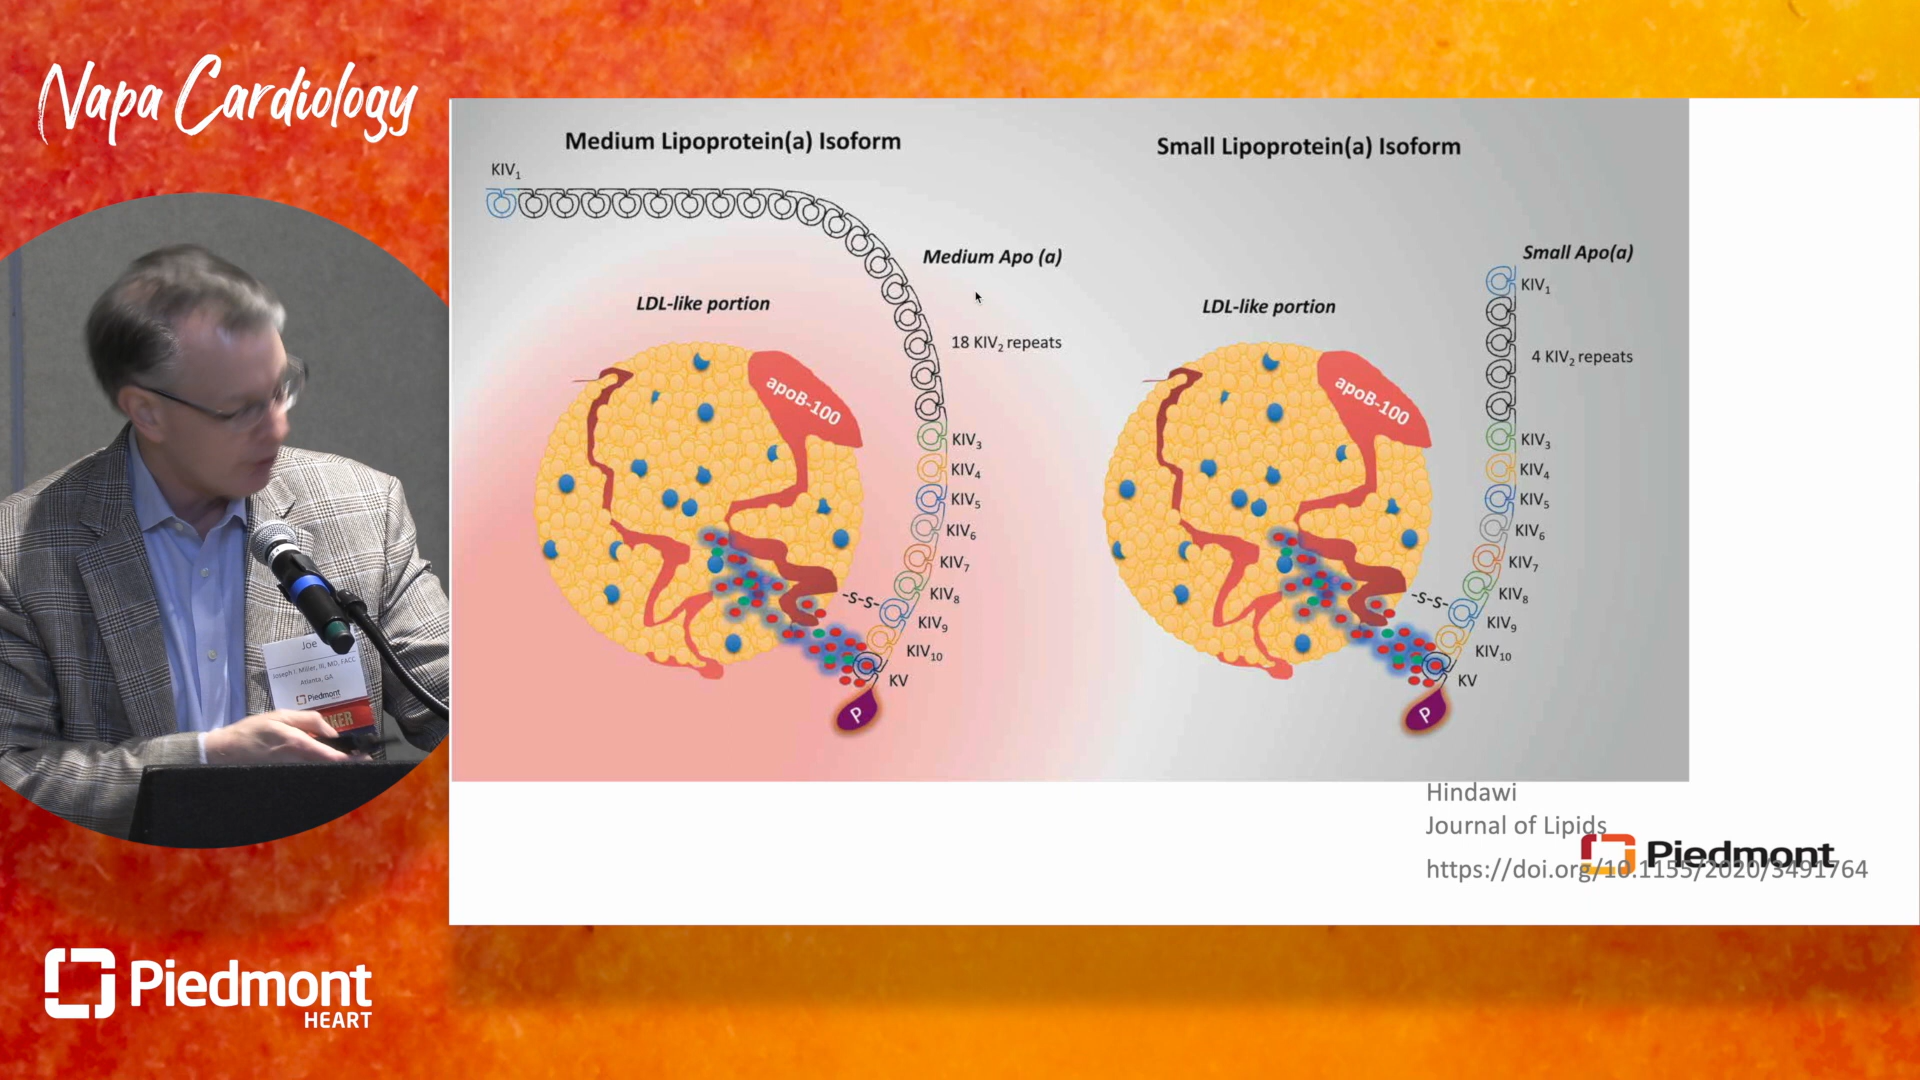 Napa Cardiology
Medium Lipoprotein(a) Isoform
KIV1
Medium Apo (a)
LDL-like portion
18 KIV2 repeats
apoB-100
KIV3
KIV4
KIV5
KIV6
KIV7
KIV8
-S-S-
KIV9
KIV10
KV
P
Small Lipoprotein(a) Isoform
Small Apo(a)
KIV1
LDL-like portion
4 KIV2 repeats
apoB-100
KIV3
KIV4
KIV5
KIV6
KIV7
KIV8
-S-S-
KIV9
KIV10
KV
P
Hindawi
Journal of Lipids
https://doi.org/10.1155/2020/3491764
Piedmont
Joe
Joseph I. Miller, III, MD, FACC
Atlanta, GA
Piedmont
Piedmont
HEART